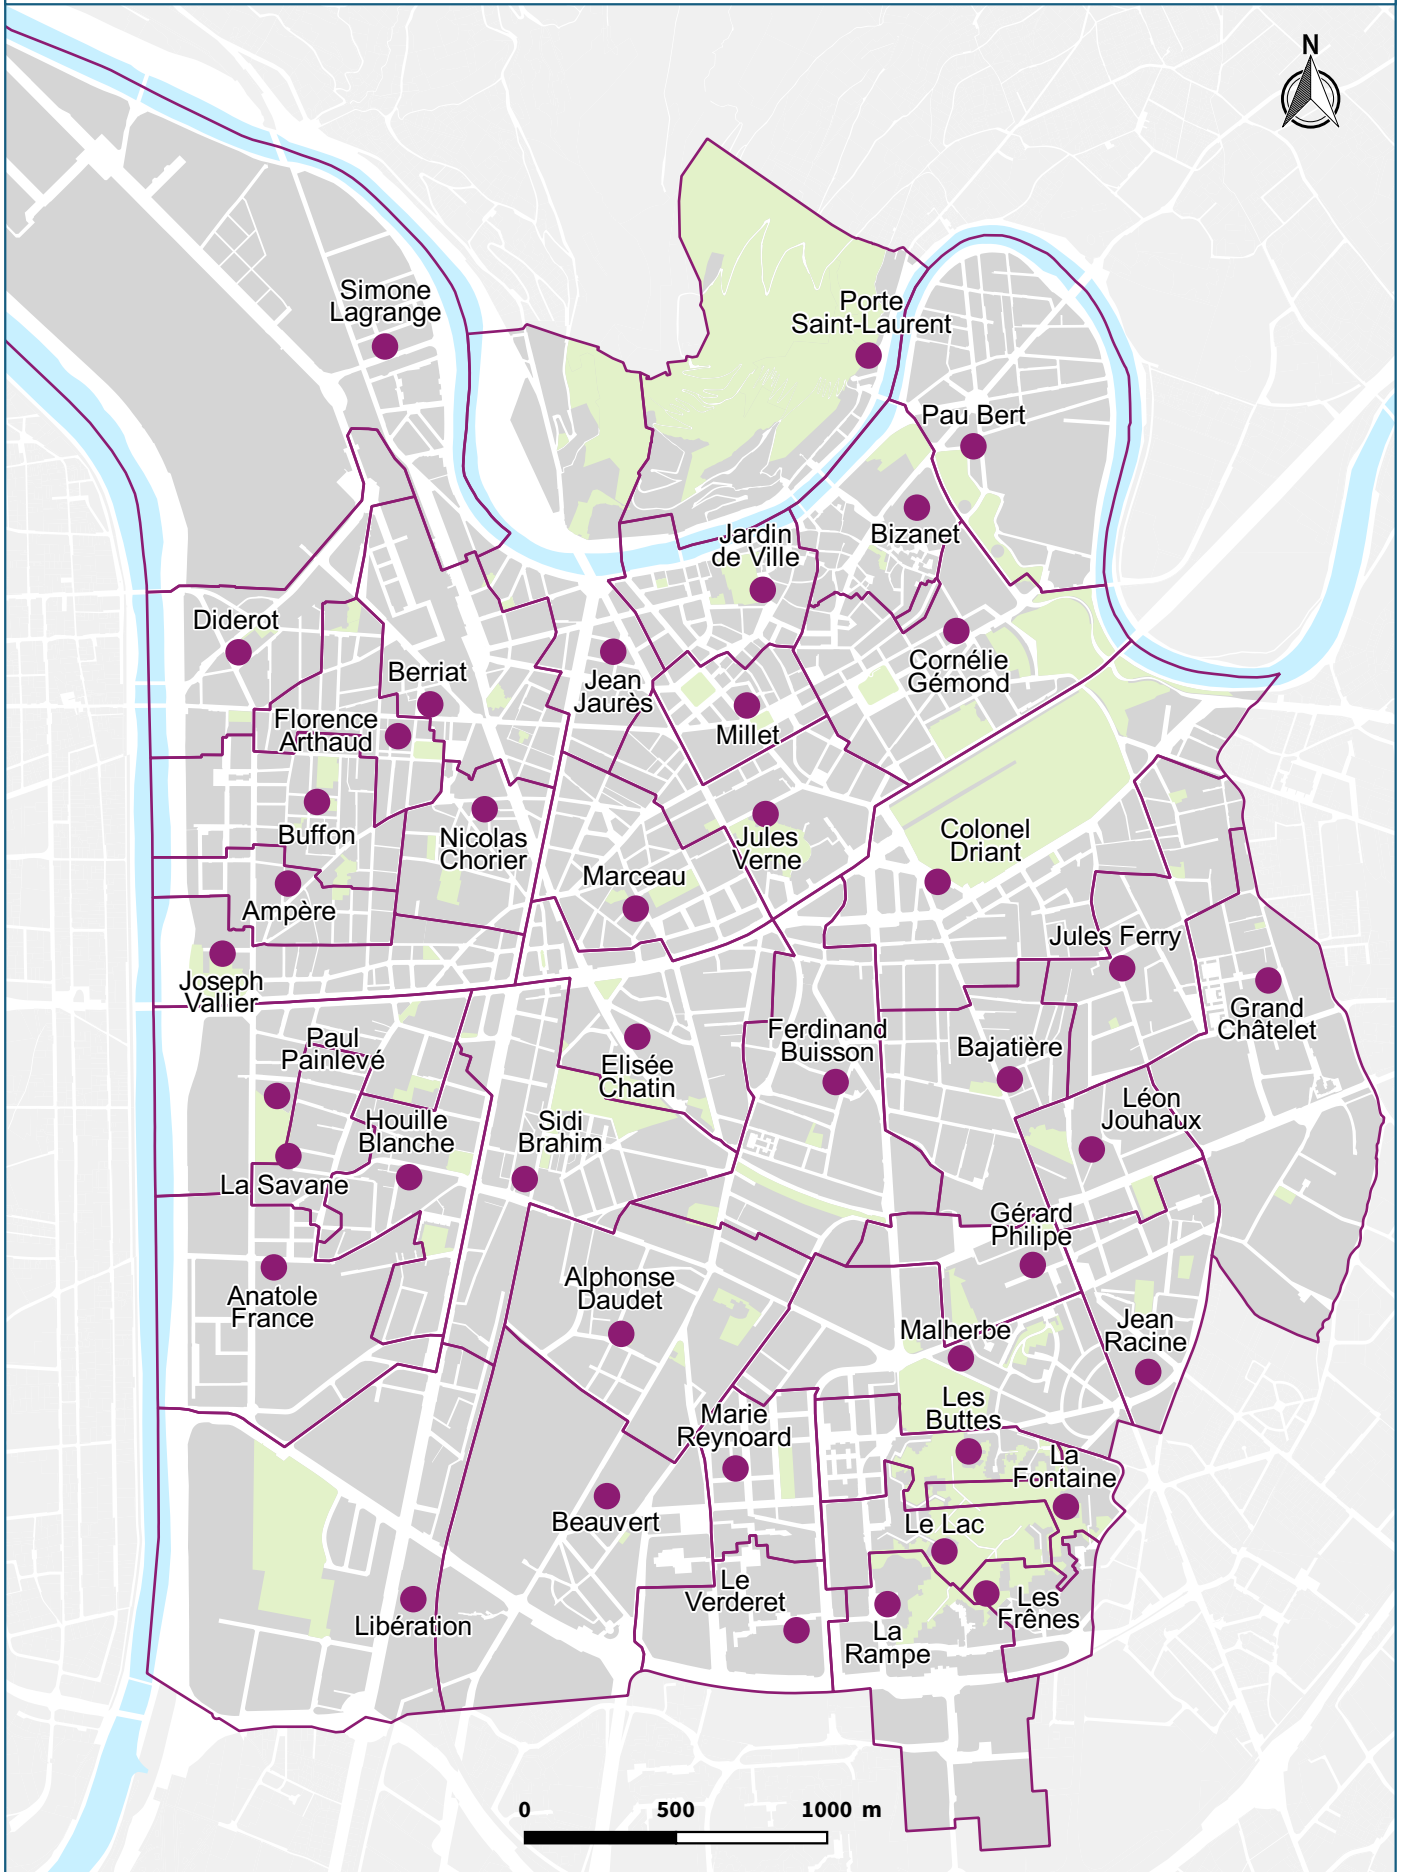 N
Simone
Lagrange
Porte
Saint-Laurent
Pau Bert
Bizanet
Jardin
de Ville
Diderot
Berriat
Jean
Jaurès
Cornélie
Gémond
Florence
Arthaud
Millet
Buffon
Nicolas
Chorier
Jules
Verne
Colonel
Driant
Marceau
Ampère
Jules Ferry
Joseph
Vallier
Grand
Châtelet
Paul
Painlevé
Elisée
Chatin
Ferdinand
Buisson
Bajatière
Houille
Blanche
Sidi
Brahim
Léon
Jouhaux
La Savane
Gérard
Philipe
Anatole
France
Alphonse
Daudet
Malherbe
Jean
Racine
Marie
Reynoard
Les
Buttes
La
Fontaine
Beauvert
Le Lac
Le
Verderet
Les
Frênes
Libération
La
Rampe
0 500 1000 m